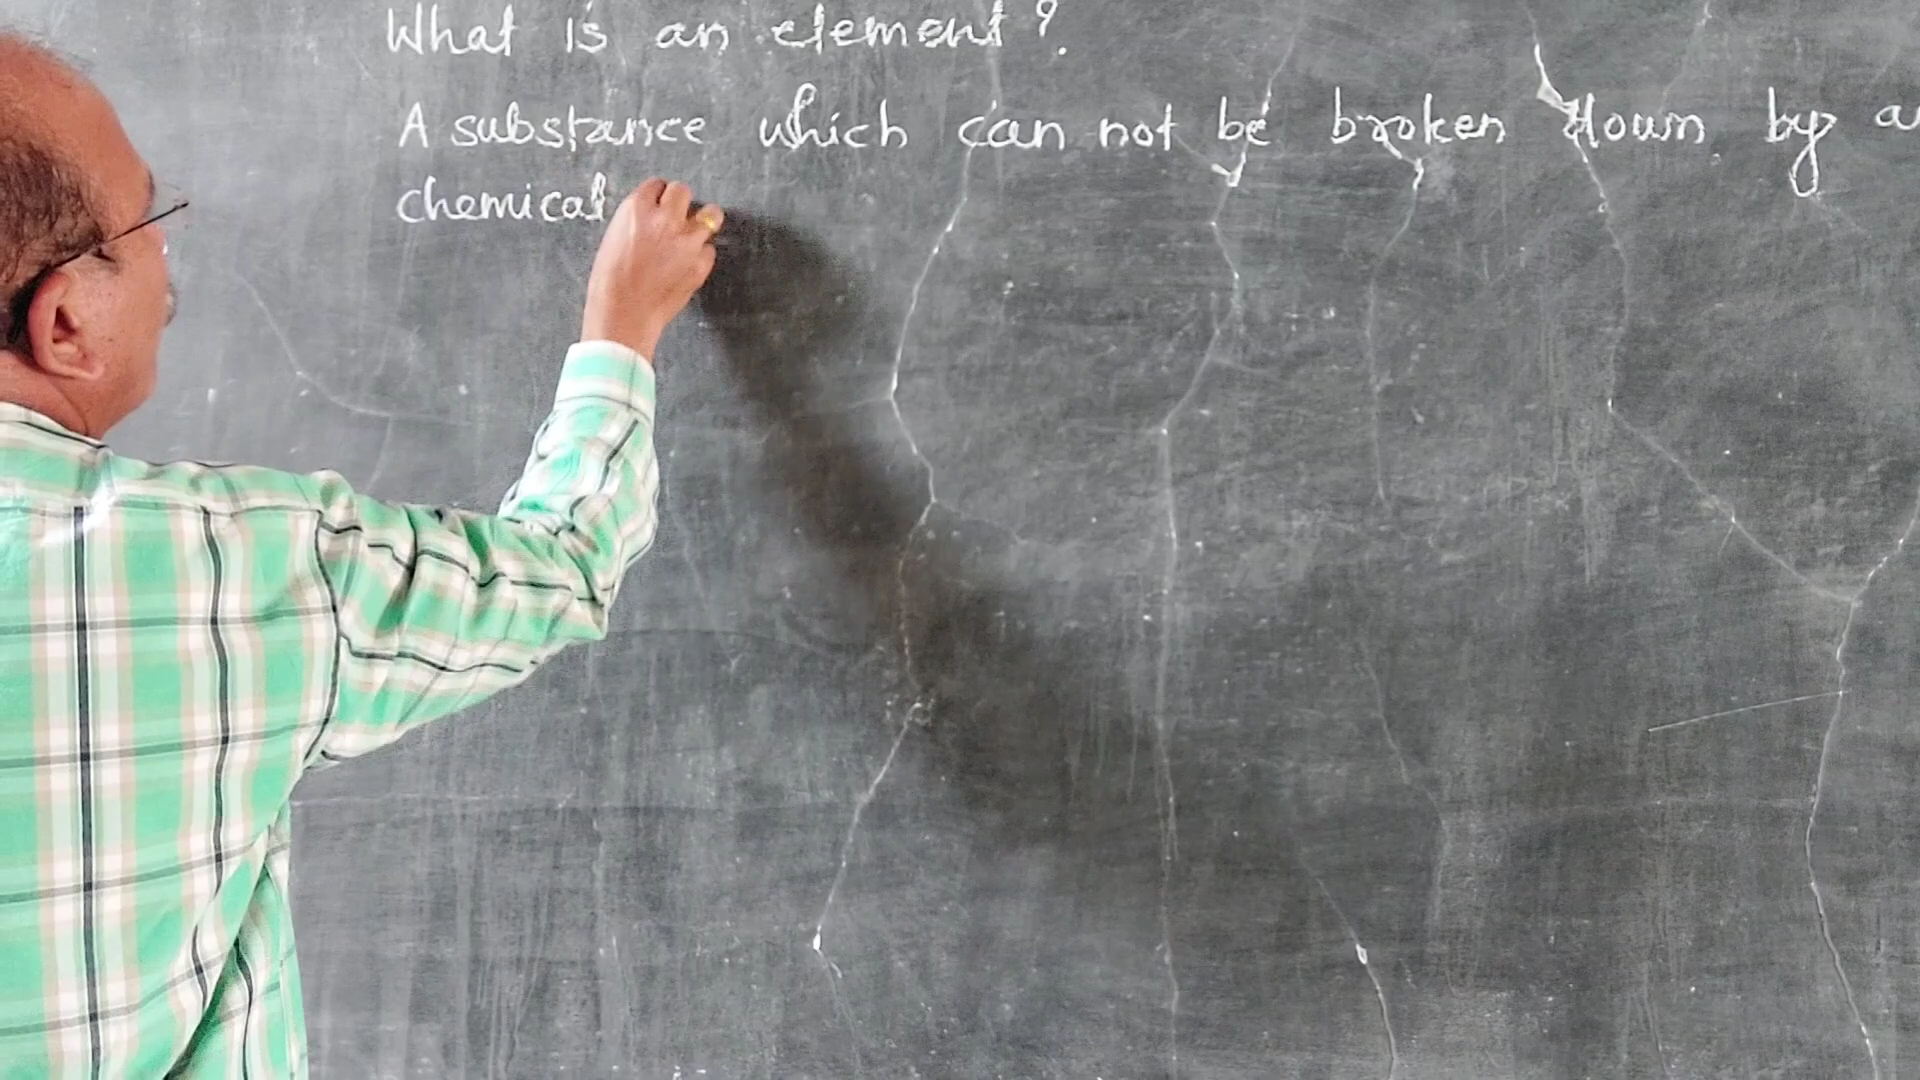 What is an element?
A substance which can not be broken down by
chemical